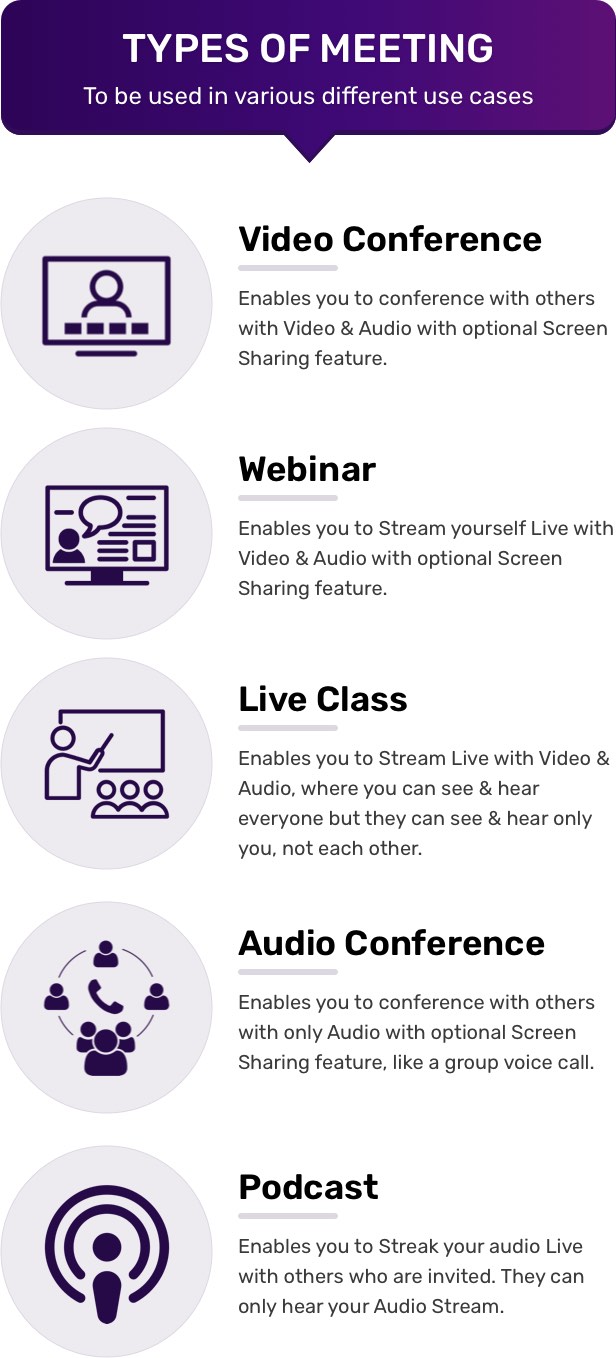 TYPES OF MEETING
To be used in various different use cases
Video Conference
Enables you to conference with others
with Video & Audio with optional Screen
Sharing feature.
Webinar
Enables you to Stream yourself Live with
Video & Audio with optional Screen
Sharing feature.
Live Class
Enables you to Stream Live with Video &
Audio, where you can see & hear
everyone but they can see & hear only
you, not each other.
Audio Conference
Enables you to conference with others
with only Audio with optional Screen
Sharing feature, like a group voice call.
Podcast
Enables you to Streak your audio Live
with others who are invited. They can
only hear your Audio Stream.